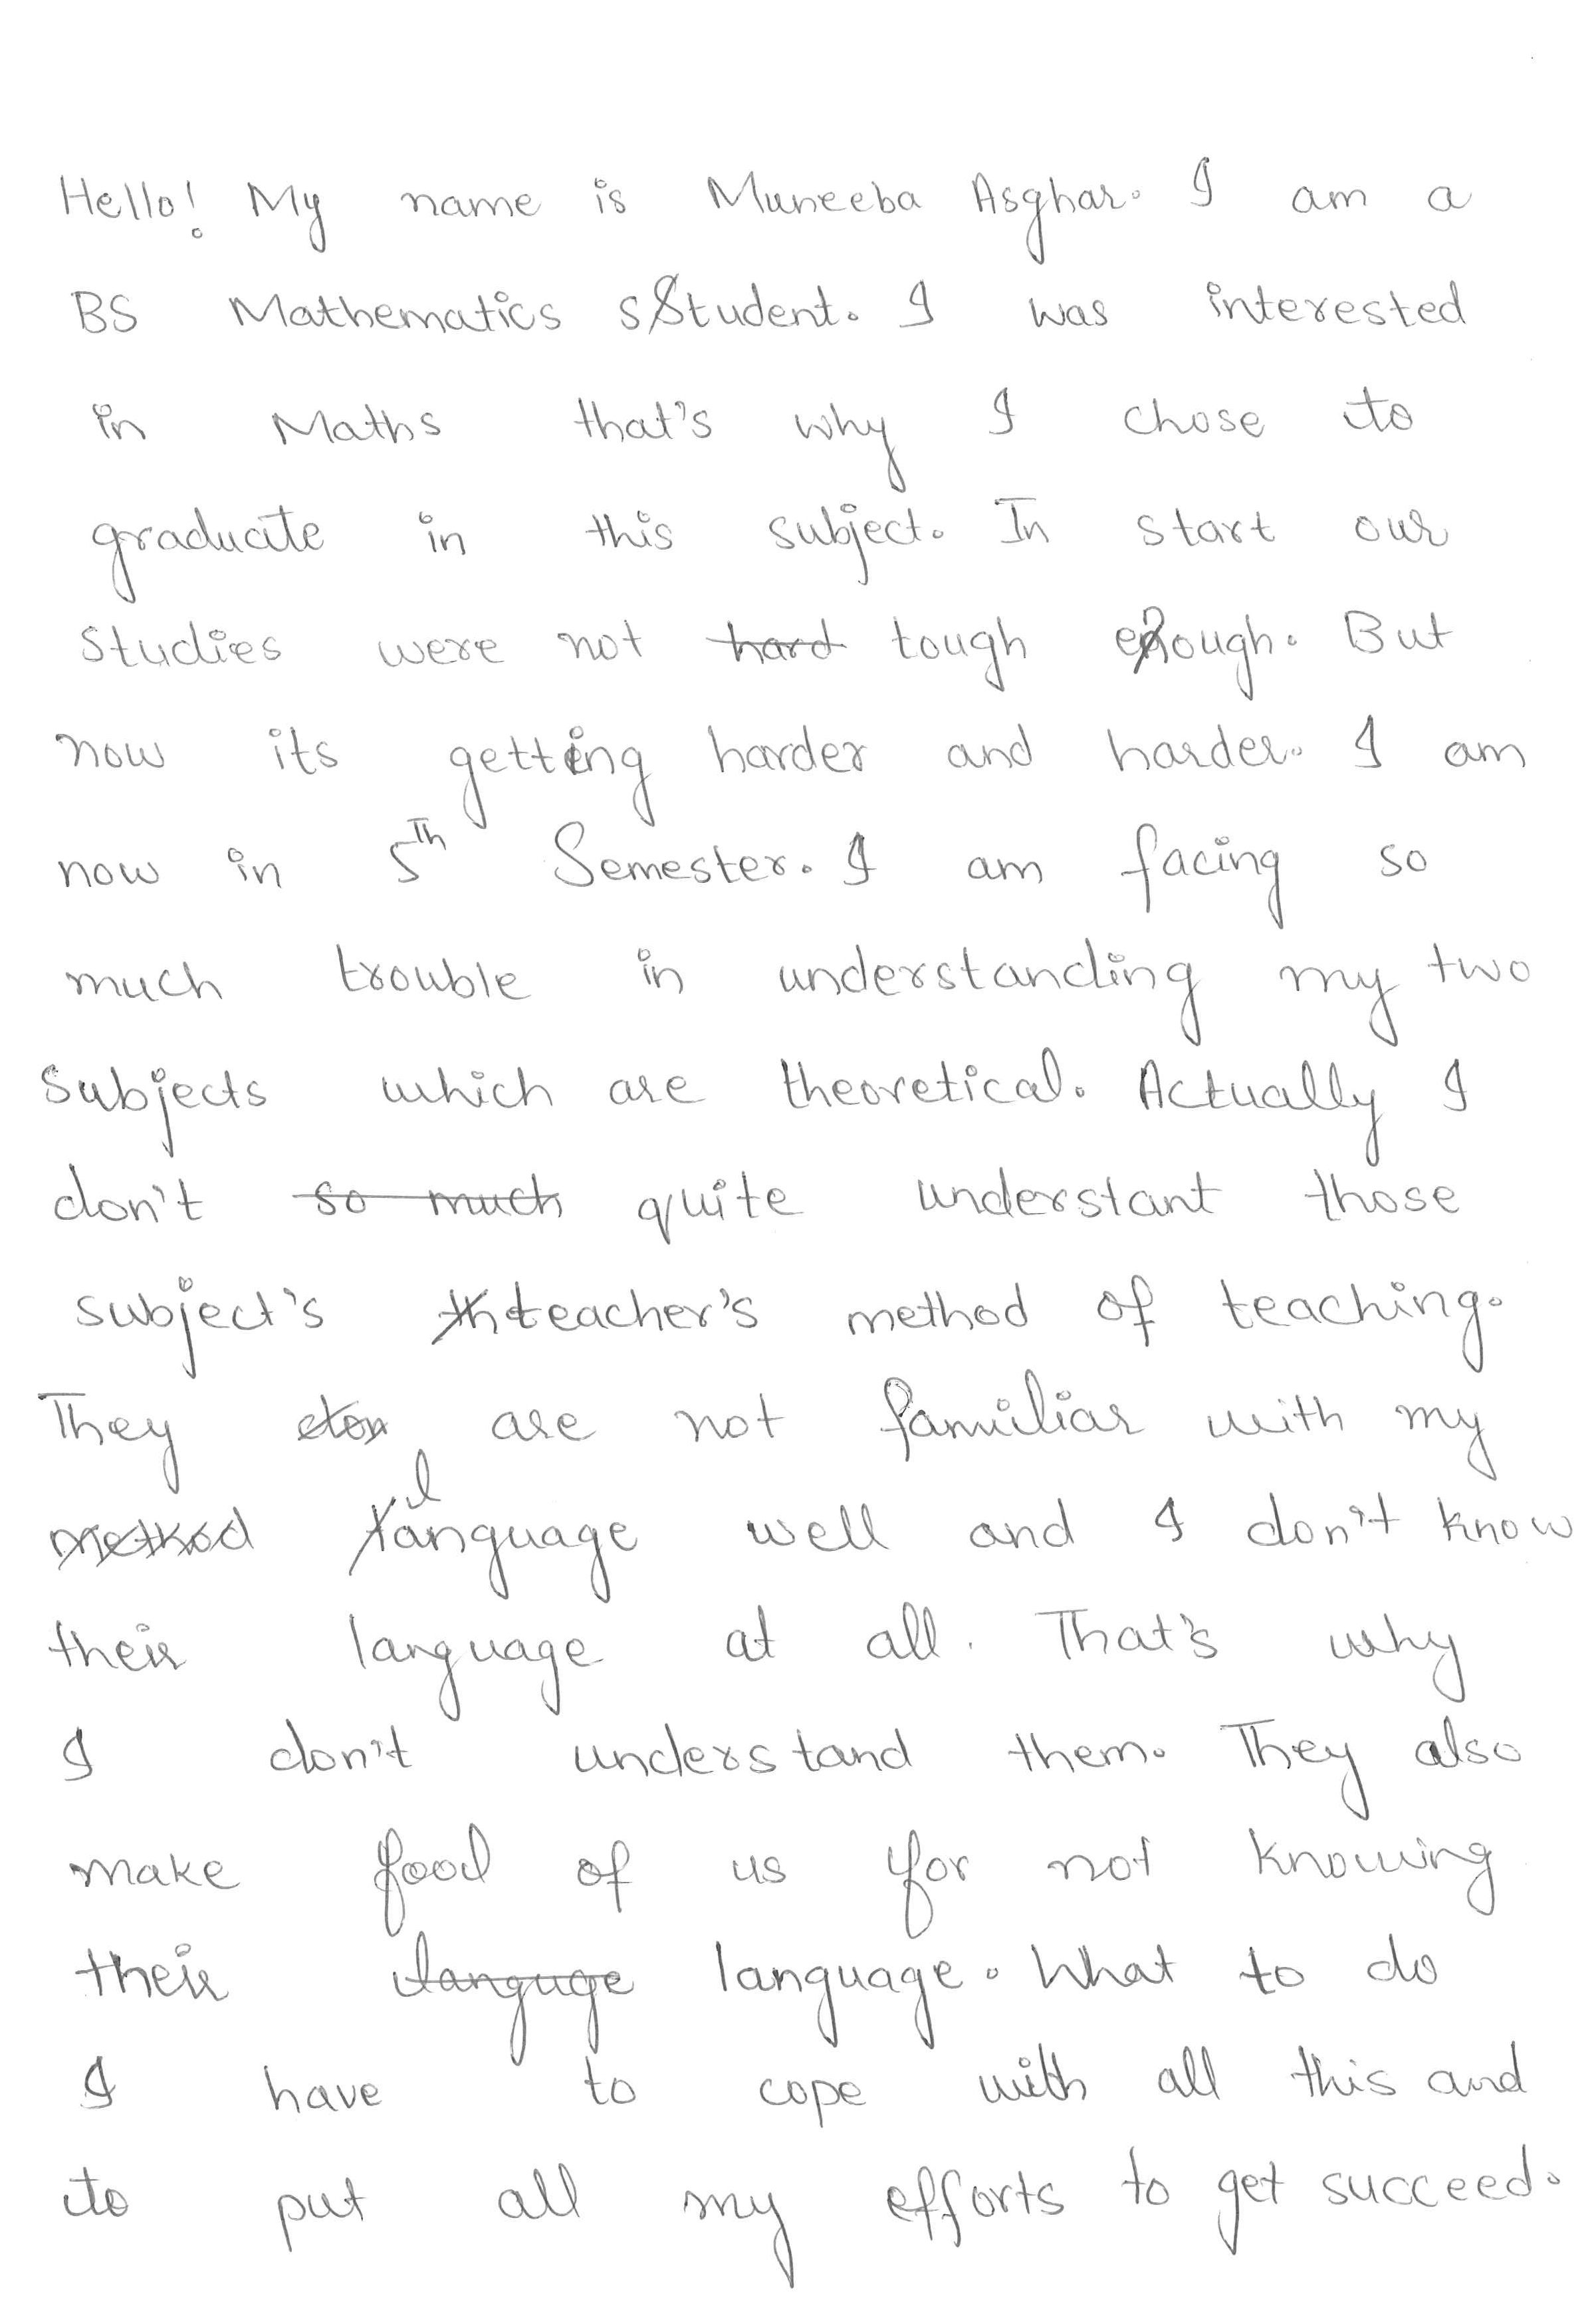 Hello! My name is Muneeba Asghar. I am a
BS Mathematics student. I was interested
in Maths that's why I chose to
graduate in this subject. In start our
studies were not hard tough enough. But
now its getting harder and harder. I am
now in 5th Semester. I am facing so
much trouble in understanding my two
subjects which are theoretical. Actually I
don't so much quite understant those
subject's teacher's method of teaching.
They are not familiar with my
method language well and I don't know
their language at all. That's why
I don't understand them. They also
make food of us for not knowing
their languge language. What to do
I have to cope with all this and
to put all my efforts to get succeed.